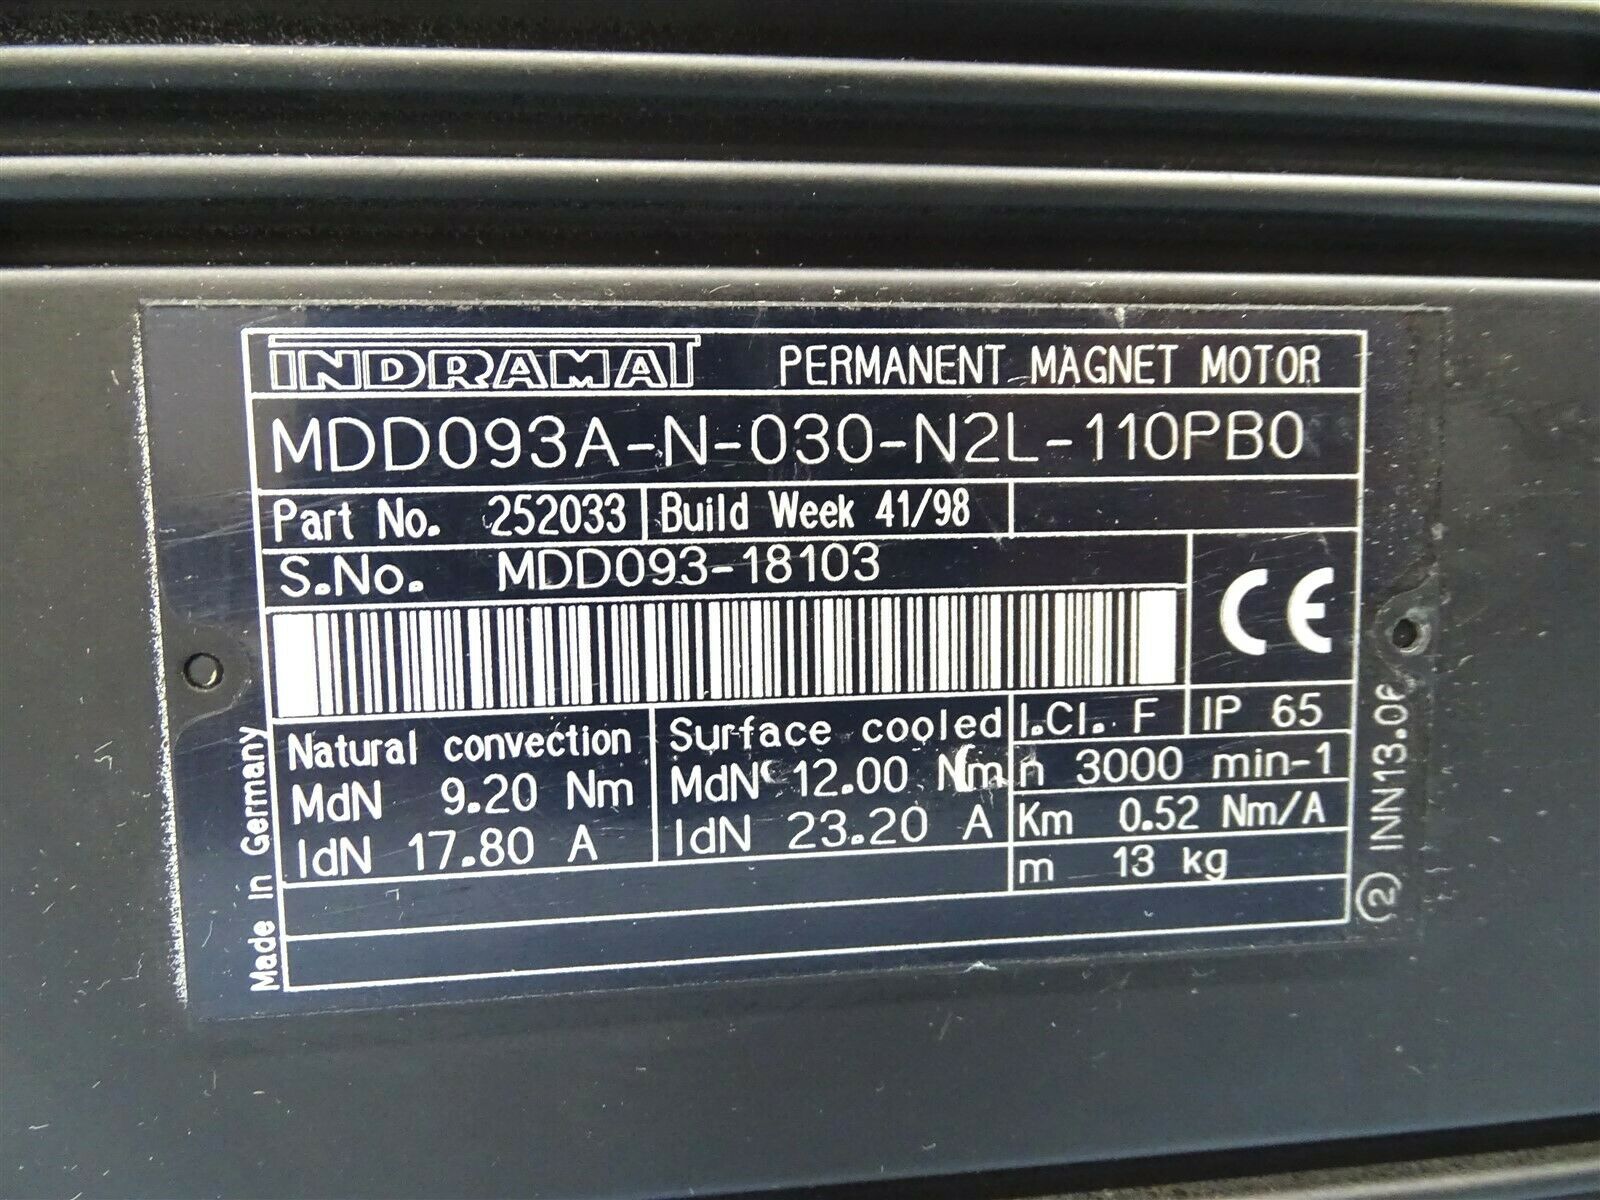 INDRAMAT PERMANENT MAGNET MOTOR
MDD093A-N-030-N2L-110PB0
Part No. 252033 Build Week 41/98
S.No. MDD093-18103
CE
Natural convection Surface cooled I.Cl. F IP 65
MdN 9.20 Nm MdN 12.00 Nm n 3000 min-1
IdN 17.80 A IdN 23.20 A Km 0.52 Nm/A
m 13 kg
Made in Germany
(2) INN13.06